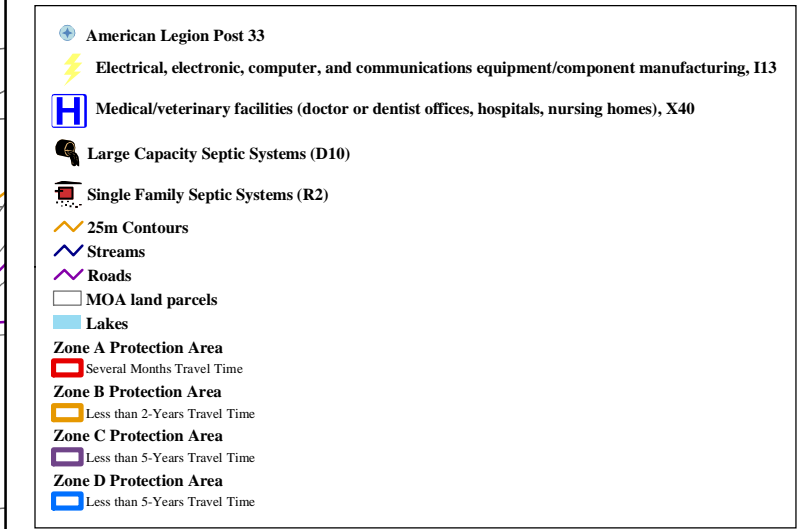 American Legion Post 33
Electrical, electronic, computer, and communications equipment/component manufacturing, I13
H Medical/veterinary facilities (doctor or dentist offices, hospitals, nursing homes), X40
Large Capacity Septic Systems (D10)
Single Family Septic Systems (R2)
25m Contours
Streams
Roads
MOA land parcels
Lakes
Zone A Protection Area
Several Months Travel Time
Zone B Protection Area
Less than 2-Years Travel Time
Zone C Protection Area
Less than 5-Years Travel Time
Zone D Protection Area
Less than 5-Years Travel Time